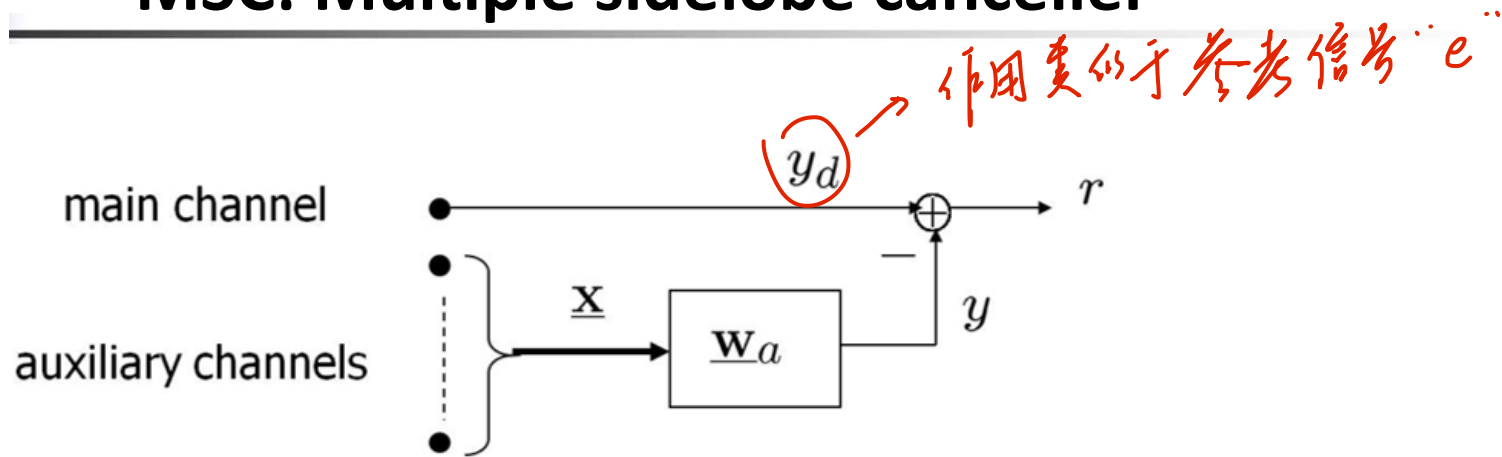 MSC: Multiple sidelobe canceller
作用类似于参考信号"e"
y_d
main channel
r
−
x
y
w_a
auxiliary channels